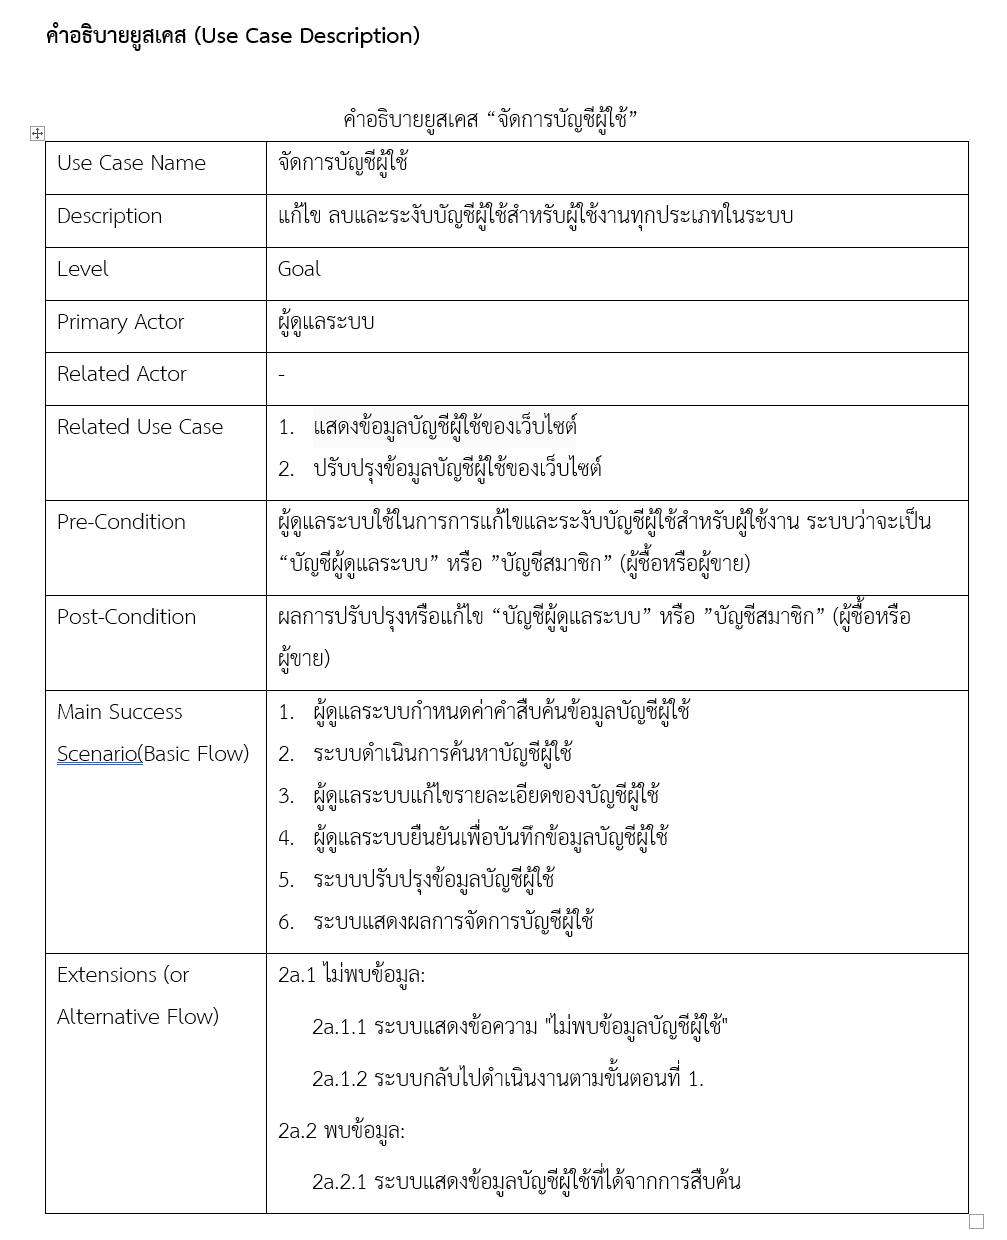 คำอธิบายยูสเคส (Use Case Description)
คำอธิบายยูสเคส “จัดการบัญชีผู้ใช้”
Use Case Name จัดการบัญชีผู้ใช้
Description แก้ไข ลบและระงับบัญชีผู้ใช้สำหรับผู้ใช้งานทุกประเภทในระบบ
Level Goal
Primary Actor ผู้ดูแลระบบ
Related Actor -
Related Use Case 1. แสดงข้อมูลบัญชีผู้ใช้ของเว็บไซต์
2. ปรับปรุงข้อมูลบัญชีผู้ใช้ของเว็บไซต์
Pre-Condition ผู้ดูแลระบบใช้ในการการแก้ไขและระงับบัญชีผู้ใช้สำหรับผู้ใช้งาน ระบบว่าจะเป็น
“บัญชีผู้ดูแลระบบ” หรือ ”บัญชีสมาชิก” (ผู้ซื้อหรือผู้ขาย)
Post-Condition ผลการปรับปรุงหรือแก้ไข “บัญชีผู้ดูแลระบบ” หรือ ”บัญชีสมาชิก” (ผู้ซื้อหรือ
ผู้ขาย)
Main Success 1. ผู้ดูแลระบบกำหนดค่าคำสืบค้นข้อมูลบัญชีผู้ใช้
Scenario(Basic Flow) 2. ระบบดำเนินการค้นหาบัญชีผู้ใช้
3. ผู้ดูแลระบบแก้ไขรายละเอียดของบัญชีผู้ใช้
4. ผู้ดูแลระบบยืนยันเพื่อบันทึกข้อมูลบัญชีผู้ใช้
5. ระบบปรับปรุงข้อมูลบัญชีผู้ใช้
6. ระบบแสดงผลการจัดการบัญชีผู้ใช้
Extensions (or 2a.1 ไม่พบข้อมูล:
Alternative Flow) 2a.1.1 ระบบแสดงข้อความ "ไม่พบข้อมูลบัญชีผู้ใช้"
2a.1.2 ระบบกลับไปดำเนินงานตามขั้นตอนที่ 1.
2a.2 พบข้อมูล:
2a.2.1 ระบบแสดงข้อมูลบัญชีผู้ใช้ที่ได้จากการสืบค้น